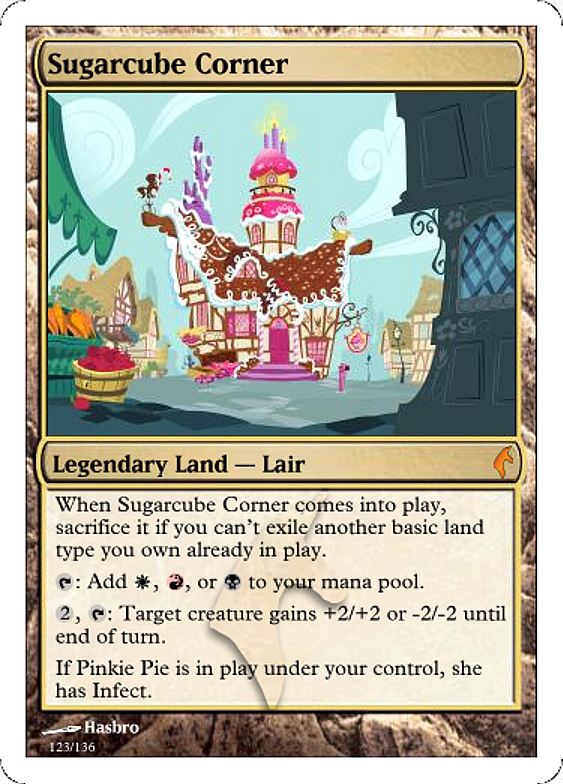 Sugarcube Corner
Legendary Land — Lair
When Sugarcube Corner comes into play,
sacrifice it if you can't exile another basic land
type you own already in play.
: Add , , or to your mana pool.
2, : Target creature gains +2/+2 or -2/-2 until
end of turn.
If Pinkie Pie is in play under your control, she
has Infect.
Hasbro
123/136